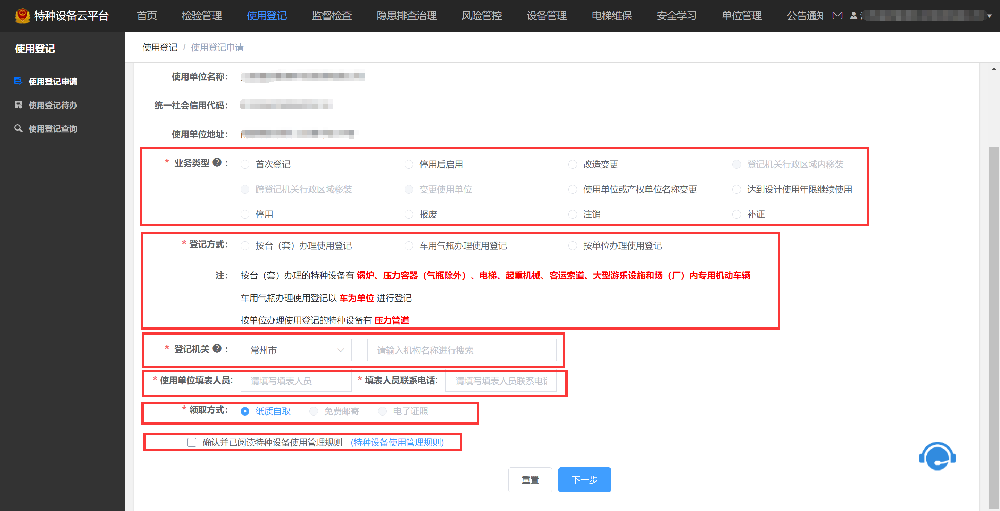 特种设备云平台 首页 检验管理 使用登记 监督检查 隐患排查治理 风险管控 设备管理 电梯维保 安全学习 单位管理 公告通知
使用登记
使用登记申请
使用登记待办
使用登记查询
使用登记 / 使用登记申请
使用单位名称：
统一社会信用代码：
使用单位地址：
* 业务类型 ? ： 首次登记 停用后启用 改造变更 登记机关行政区域内移装
跨登记机关行政区域移装 变更使用单位 使用单位或产权单位名称变更 达到设计使用年限继续使用
停用 报废 注销 补证
* 登记方式： 按台（套）办理使用登记 车用气瓶办理使用登记 按单位办理使用登记
注： 按台（套）办理的特种设备有 锅炉、压力容器（气瓶除外）、电梯、起重机械、客运索道、大型游乐设施和场（厂）内专用机动车辆
车用气瓶办理使用登记以 车为单位 进行登记
按单位办理使用登记的特种设备有 压力管道
* 登记机关 ? ： 常州市 请输入机构名称进行搜索
* 使用单位填表人员: 请填写填表人员 * 填表人员联系电话: 请填写填表人员联系电话
* 领取方式： 纸质自取 免费邮寄 电子证照
确认并已阅读特种设备使用管理规则 (特种设备使用管理规则)
重置 下一步